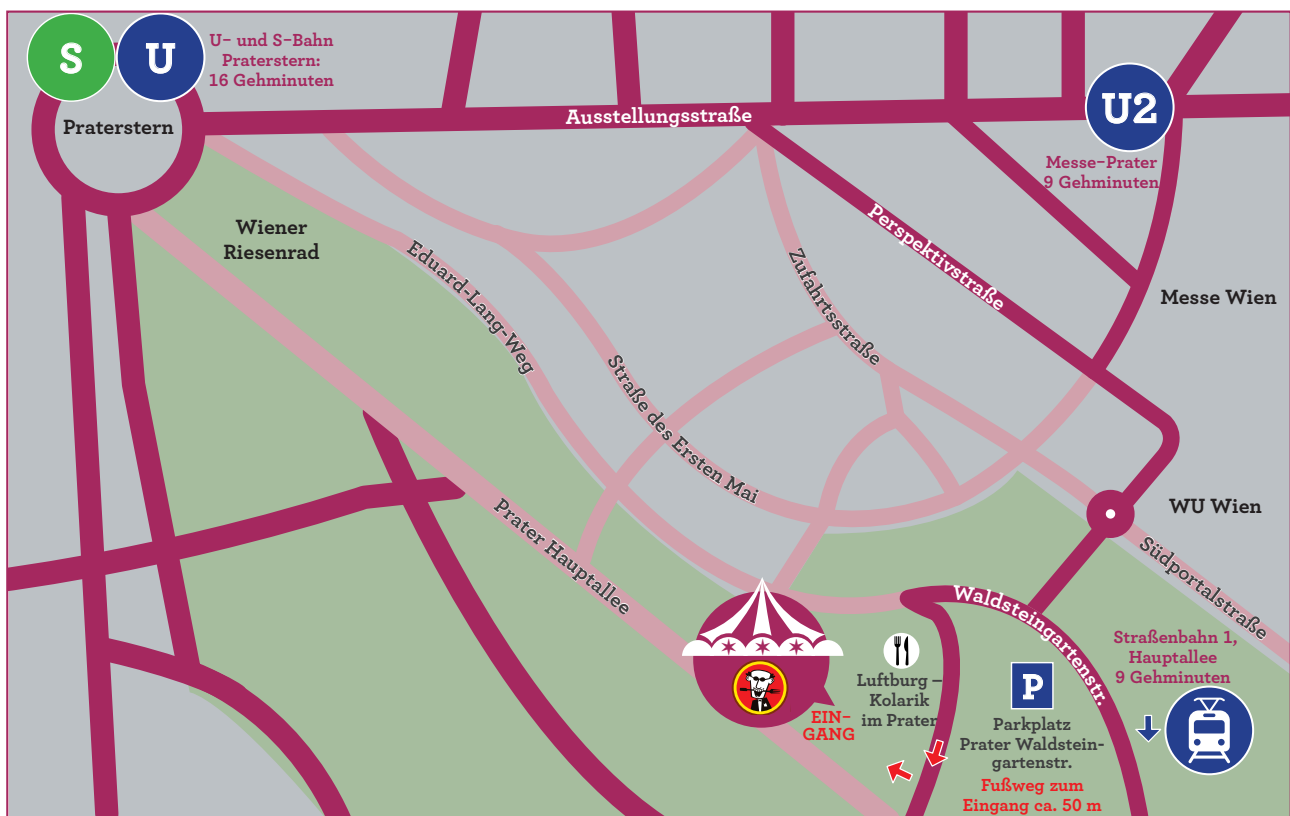 S
U
U- und S-Bahn
Praterstern:
16 Gehminuten
Praterstern
Ausstellungsstraße
U2
Messe-Prater
9 Gehminuten
Wiener
Riesenrad
Eduard-Lang-Weg
Zufahrtsstraße
Perspektivstraße
Messe Wien
Straße des Ersten Mai
Prater Hauptallee
WU Wien
Südportalstraße
Waldsteingartenstr.
Straßenbahn 1,
Hauptallee
9 Gehminuten
Luftburg –
Kolarik
im Prater
EIN-
GANG
P
Parkplatz
Prater Waldstein-
gartenstr.
Fußweg zum
Eingang ca. 50 m